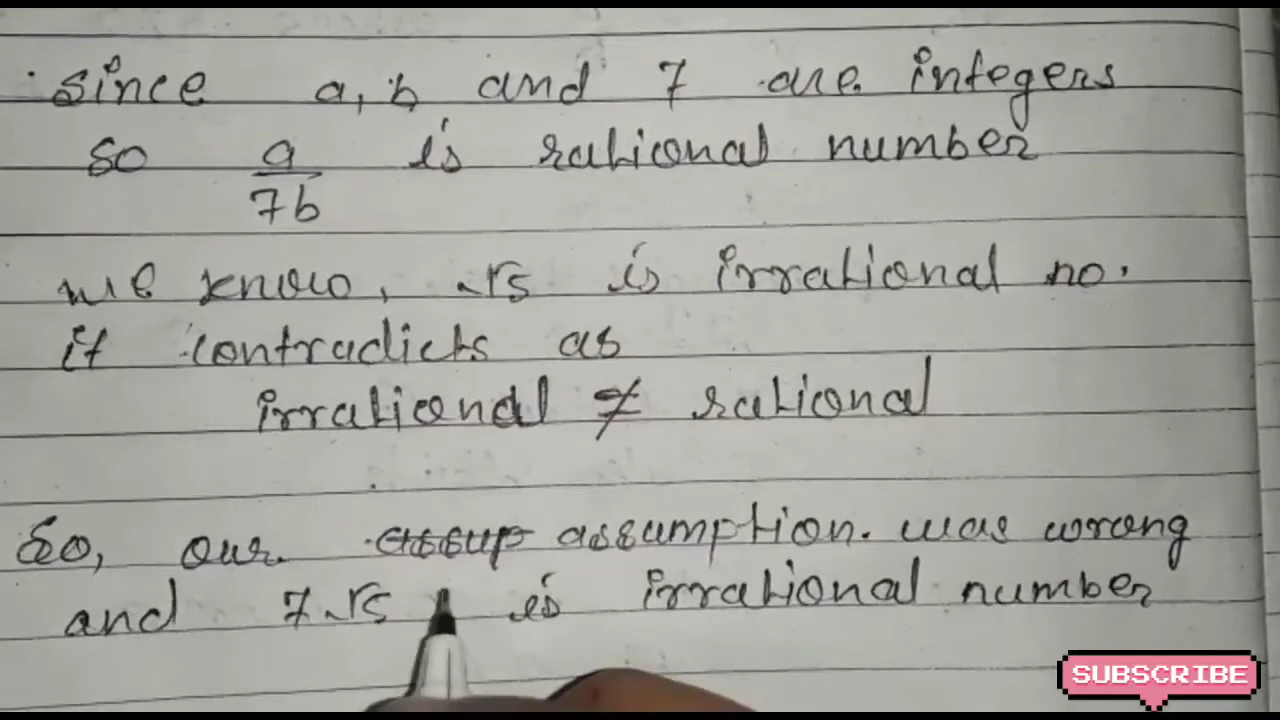 since a, b and 7 are integers
so a/7b is rational number
we know, √5 is irrational no.
it contradicts as
irrational ≠ rational
So, our assup assumption. was wrong
and 7√5 is irrational number
SUBSCRIBE